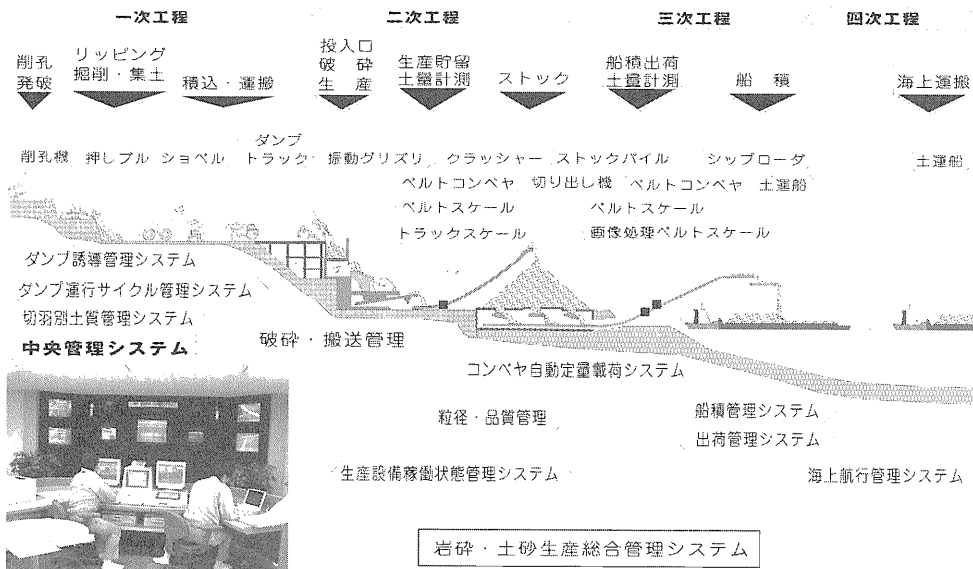 一次工程 二次工程 三次工程 四次工程
削孔
発破
リッピング
掘削・集土
積込・運搬
投入口
破砕
生産
生産貯留
土量計測
ストック
船積出荷
土量計測
船積
海上運搬
削孔機 押しブル ショベル
ダンプ
トラック
振動グリズリ クラッシャー ストックパイル シップローダ 土運船
ベルトコンベヤ 切り出し機 ベルトコンベヤ 土運船
ベルトスケール ベルトスケール
トラックスケール 画像処理ベルトスケール
ダンプ誘導管理システム
ダンプ運行サイクル管理システム
切羽別土質管理システム
中央管理システム
破砕・搬送管理
コンベヤ自動定量載荷システム
粒径・品質管理
船積管理システム
出荷管理システム
生産設備稼働状態管理システム
海上航行管理システム
岩砕・土砂生産総合管理システム